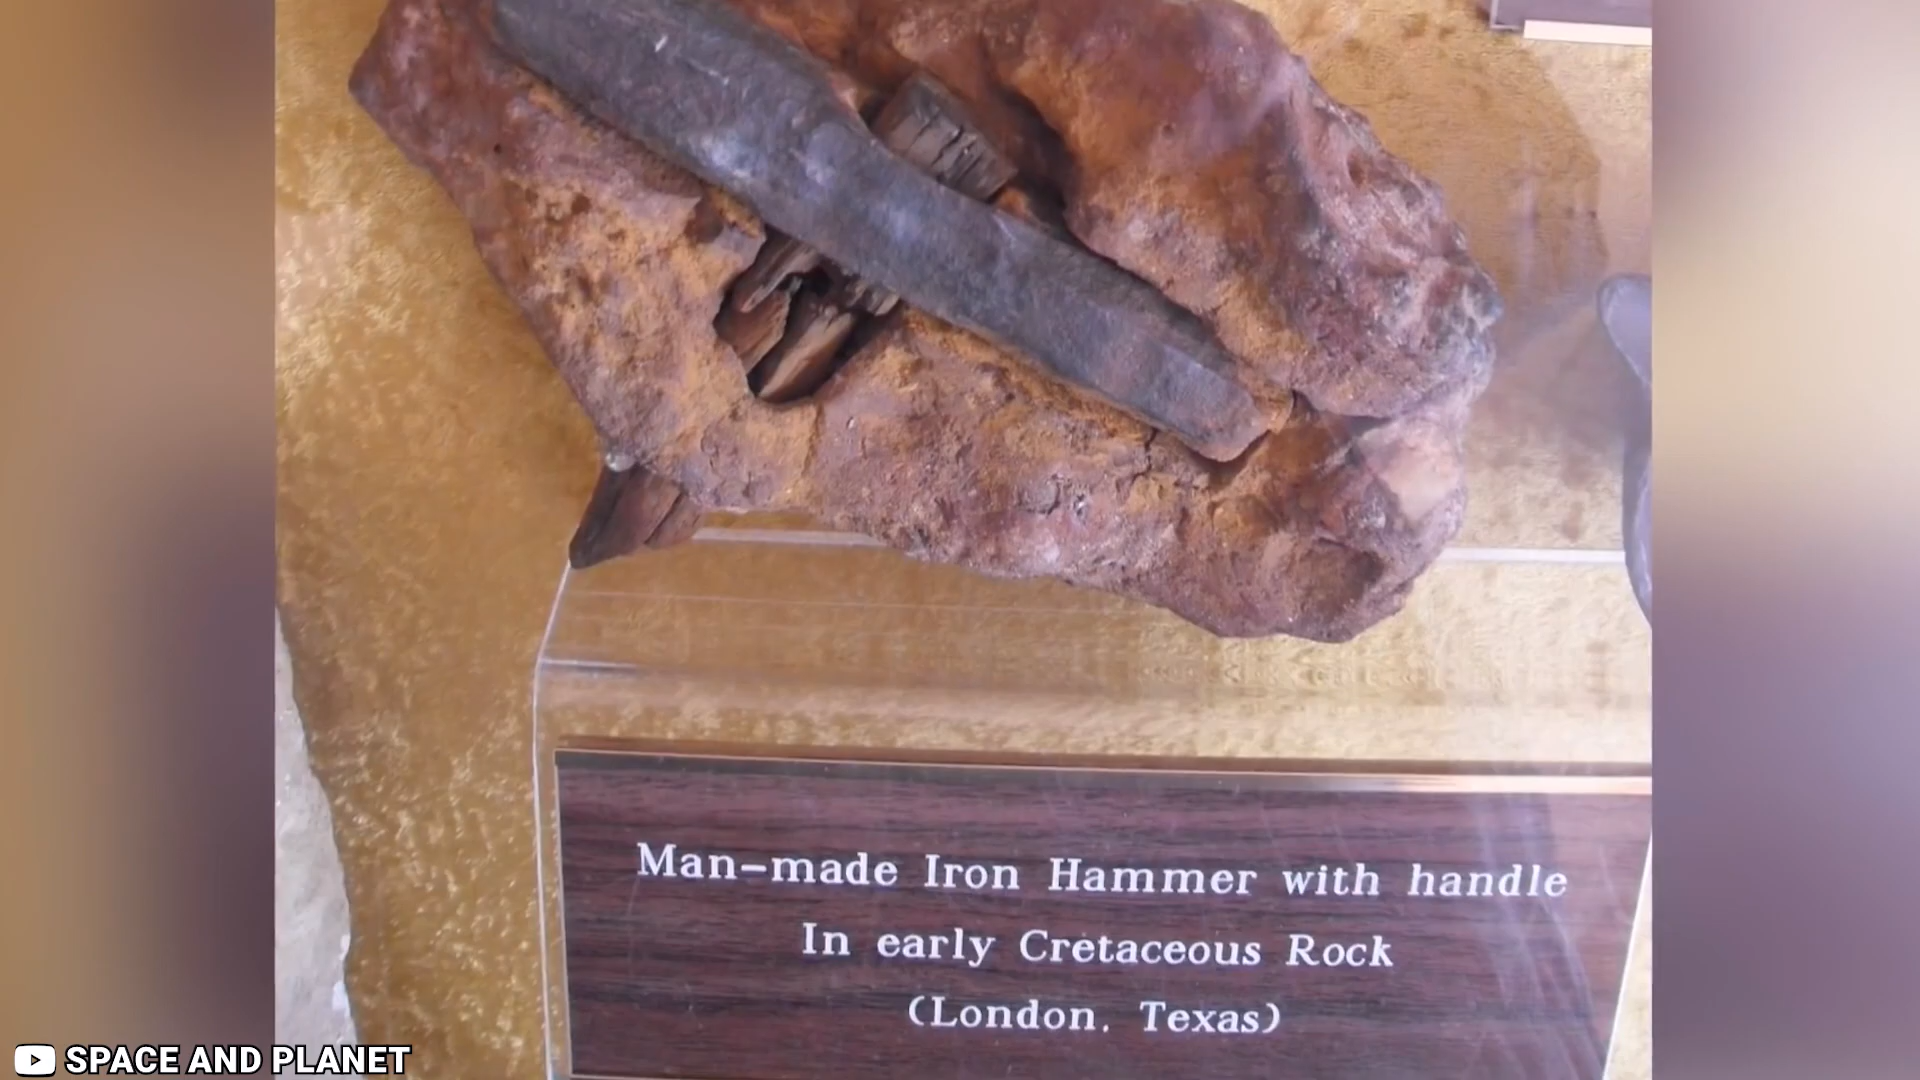 Man-made Iron Hammer with handle
In early Cretaceous Rock
(London, Texas)
SPACE AND PLANET